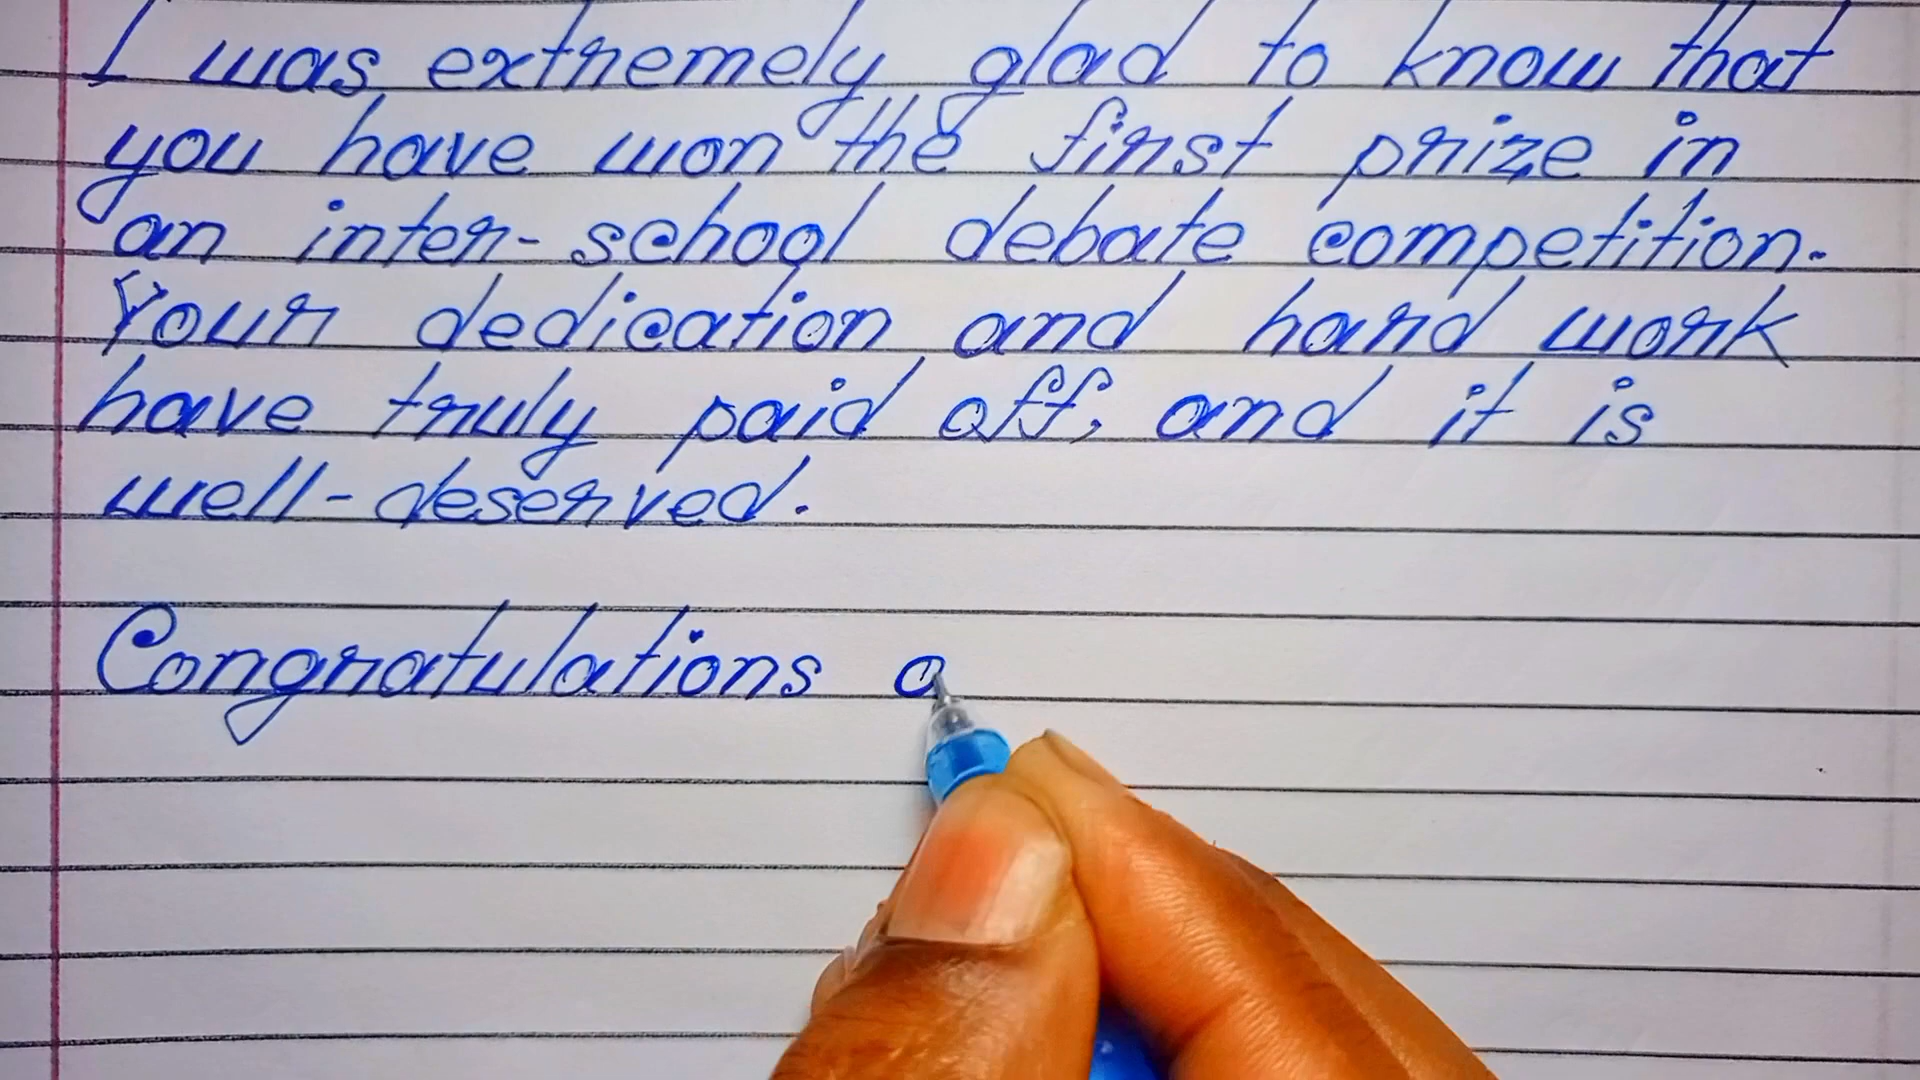 I was extremely glad to know that
you have won the first prize in
an inter-school debate competition.
Your dedication and hard work
have truly paid off, and it is
well-deserved.
Congratulations o